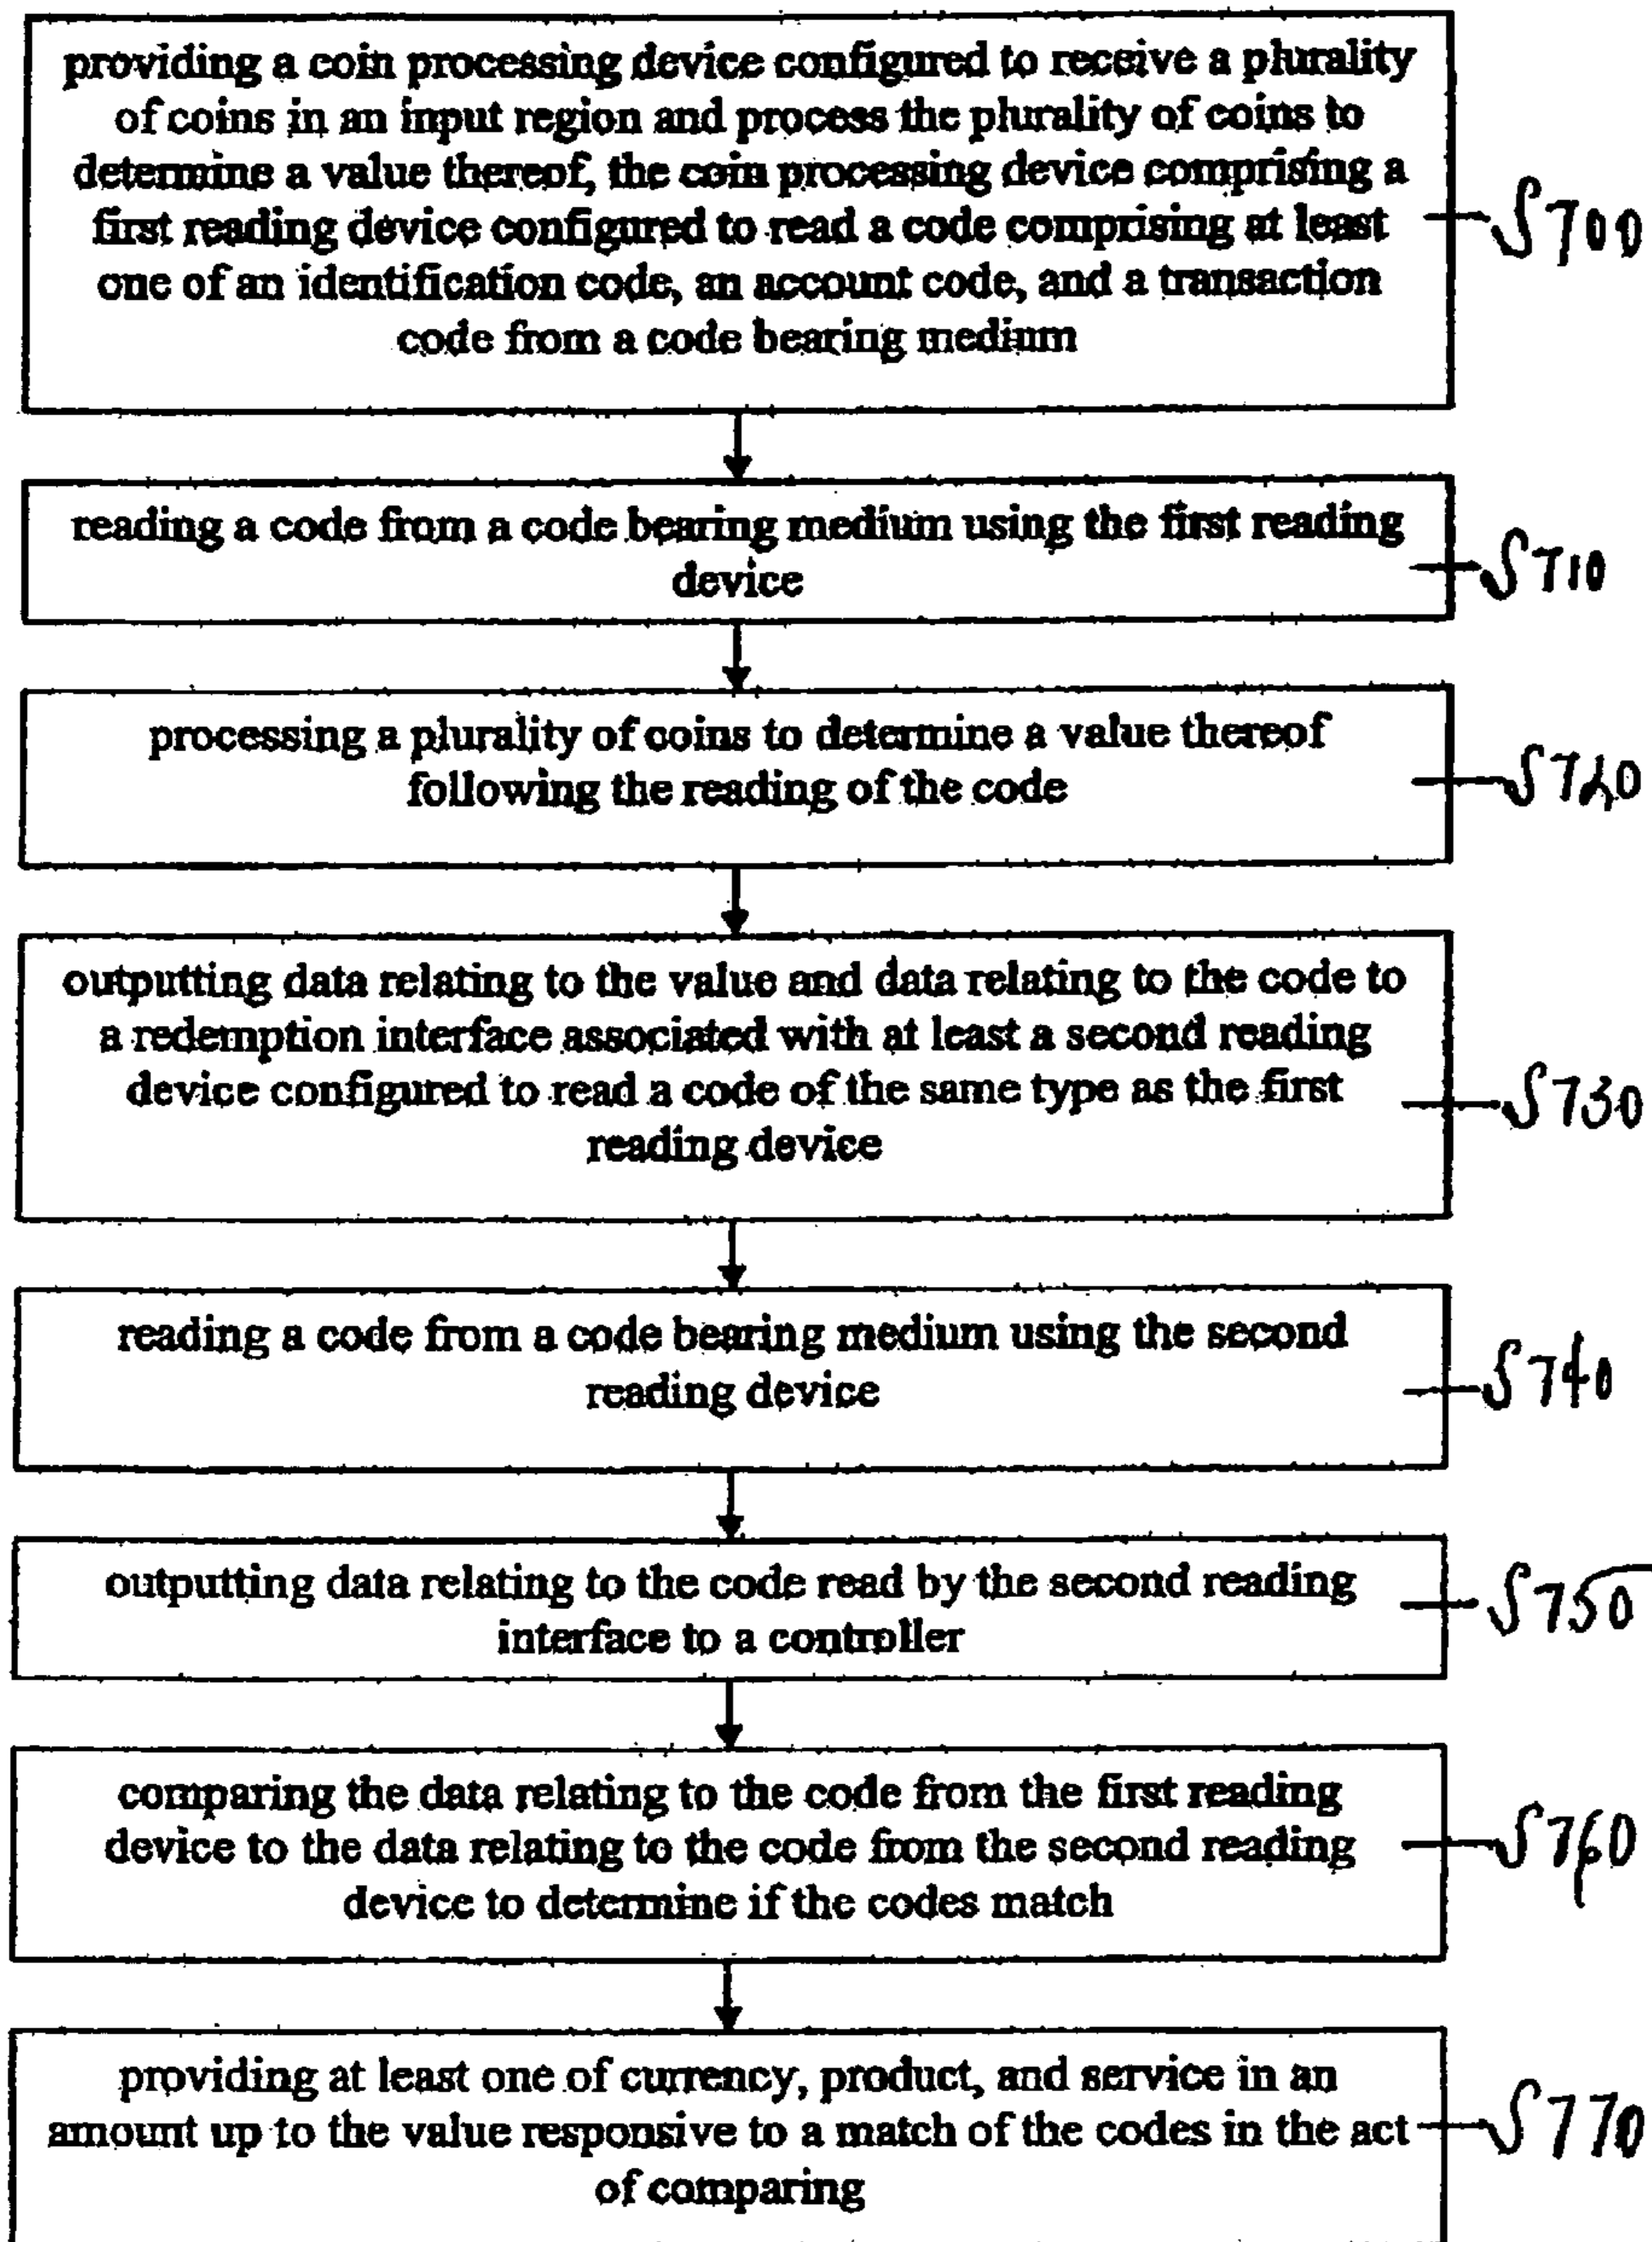 providing a coin processing device configured to receive a plurality
of coins in an input region and process the plurality of coins to
determine a value thereof, the coin processing device comprising a
first reading device configured to read a code comprising at least
one of an identification code, an account code, and a transaction
code from a code bearing medium
S700
reading a code from a code bearing medium using the first reading
device
S710
processing a plurality of coins to determine a value thereof
following the reading of the code
S720
outputting data relating to the value and data relating to the code to
a redemption interface associated with at least a second reading
device configured to read a code of the same type as the first
reading device
S730
reading a code from a code bearing medium using the second
reading device
S740
outputting data relating to the code read by the second reading
interface to a controller
S750
comparing the data relating to the code from the first reading
device to the data relating to the code from the second reading
device to determine if the codes match
S760
providing at least one of currency, product, and service in an
amount up to the value responsive to a match of the codes in the act
of comparing
S770